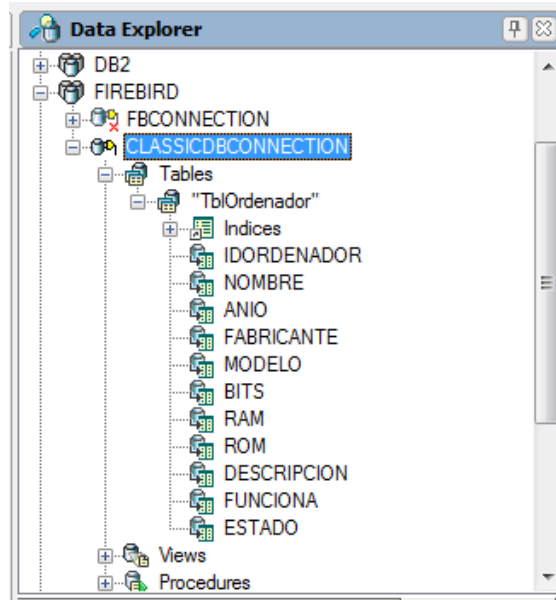 Data Explorer
DB2
FIREBIRD
FBCONNECTION
CLASSICDBCONNECTION
Tables
"TblOrdenador"
Indices
IDORDENADOR
NOMBRE
ANIO
FABRICANTE
MODELO
BITS
RAM
ROM
DESCRIPCION
FUNCIONA
ESTADO
Views
Procedures